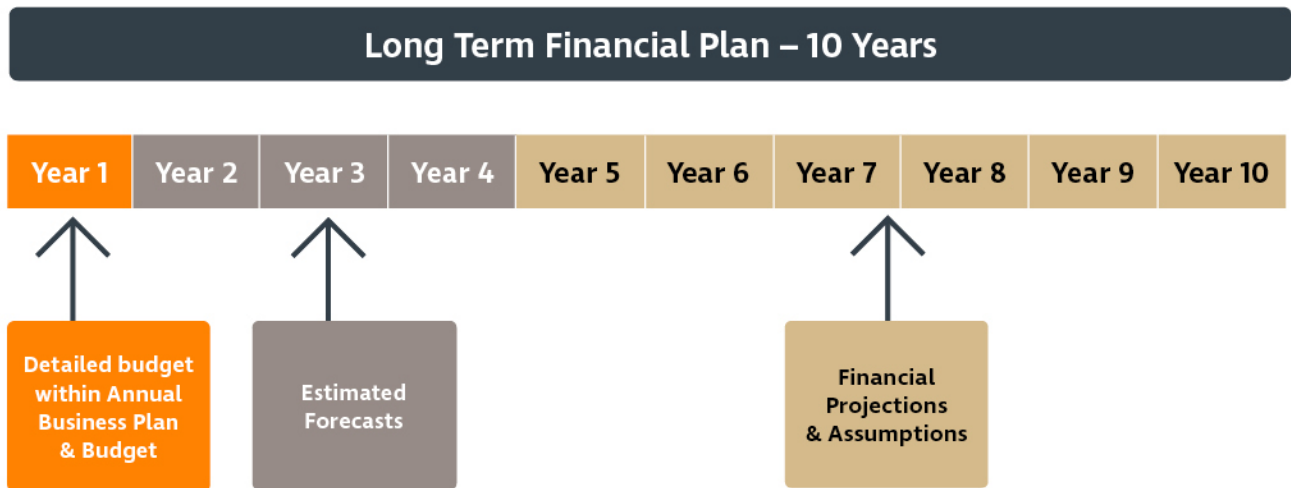 Long Term Financial Plan – 10 Years
Year 1
Year 2
Year 3
Year 4
Year 5
Year 6
Year 7
Year 8
Year 9
Year 10
Detailed budget
within Annual
Business Plan
& Budget
Estimated
Forecasts
Financial
Projections
& Assumptions